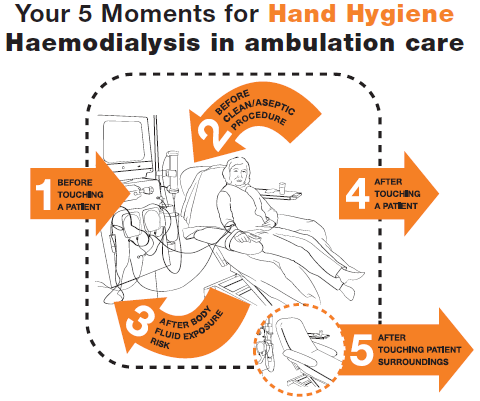 Your 5 Moments for Hand Hygiene
Haemodialysis in ambulation care
1
BEFORE
TOUCHING
A PATIENT
2
BEFORE
CLEAN/ASEPTIC
PROCEDURE
3
AFTER BODY
FLUID EXPOSURE
RISK
4
AFTER
TOUCHING
A PATIENT
5
AFTER
TOUCHING PATIENT
SURROUNDINGS